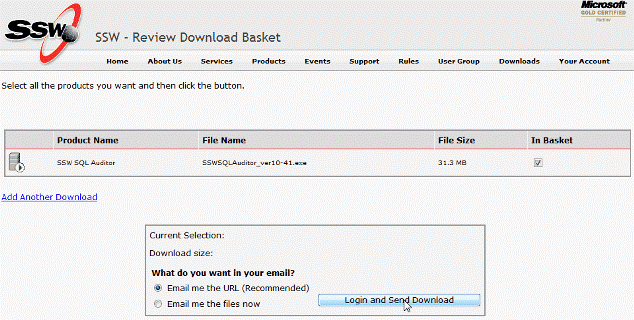 SSW
Microsoft
GOLD CERTIFIED
Partner
SSW - Review Download Basket
Home About Us Services Products Events Support Rules User Group Downloads Your Account
Select all the products you want and then click the button.
Product Name File Name File Size In Basket
SSW SQL Auditor SSWSQLAuditor_ver10-41.exe 31.3 MB
Add Another Download
Current Selection:
Download size:
What do you want in your email?
Email me the URL (Recommended)
Email me the files now
Login and Send Download